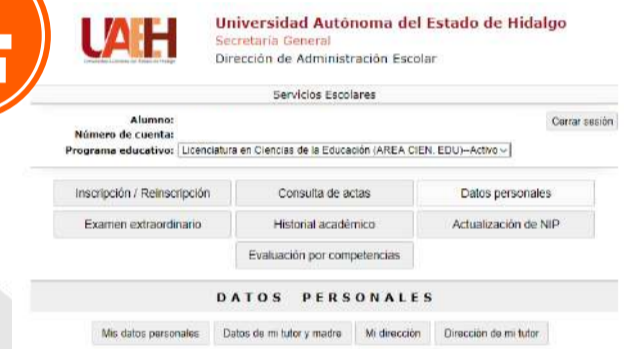 UAEH
Universidad Autónoma del Estado de Hidalgo
Secretaría General
Dirección de Administración Escolar
Servicios Escolares
Alumno:
Cerrar sesión
Número de cuenta:
Programa educativo: Licenciatura en Ciencias de la Educación (AREA CIEN. EDU)--Activo
Inscripción / Reinscripción Consulta de actas Datos personales
Examen extraordinario Historial académico Actualización de NIP
Evaluación por competencias
DATOS PERSONALES
Mis datos personales Datos de mi tutor y madre Mi dirección Dirección de mi tutor